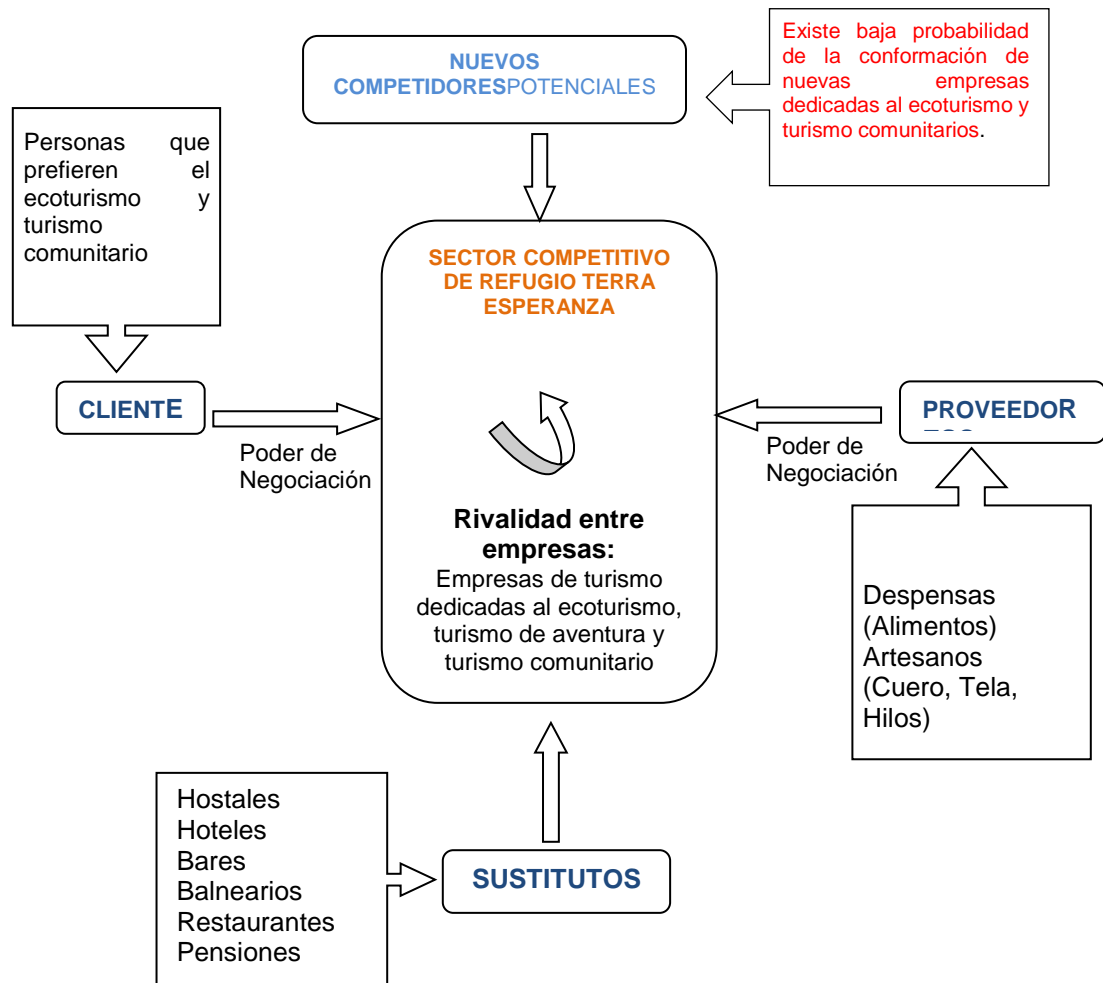 NUEVOS
COMPETIDORESPOTENCIALES
Existe baja probabilidad
de la conformación de
nuevas empresas
dedicadas al ecoturismo y
turismo comunitarios.
Personas que
prefieren el
ecoturismo y
turismo
comunitario
SECTOR COMPETITIVO
DE REFUGIO TERRA
ESPERANZA
CLIENTE
Poder de
Negociación
PROVEEDOR
Poder de
Negociación
Rivalidad entre
empresas:
Empresas de turismo
dedicadas al ecoturismo,
turismo de aventura y
turismo comunitario
Despensas
(Alimentos)
Artesanos
(Cuero, Tela,
Hilos)
Hostales
Hoteles
Bares
Balnearios
Restaurantes
Pensiones
SUSTITUTOS